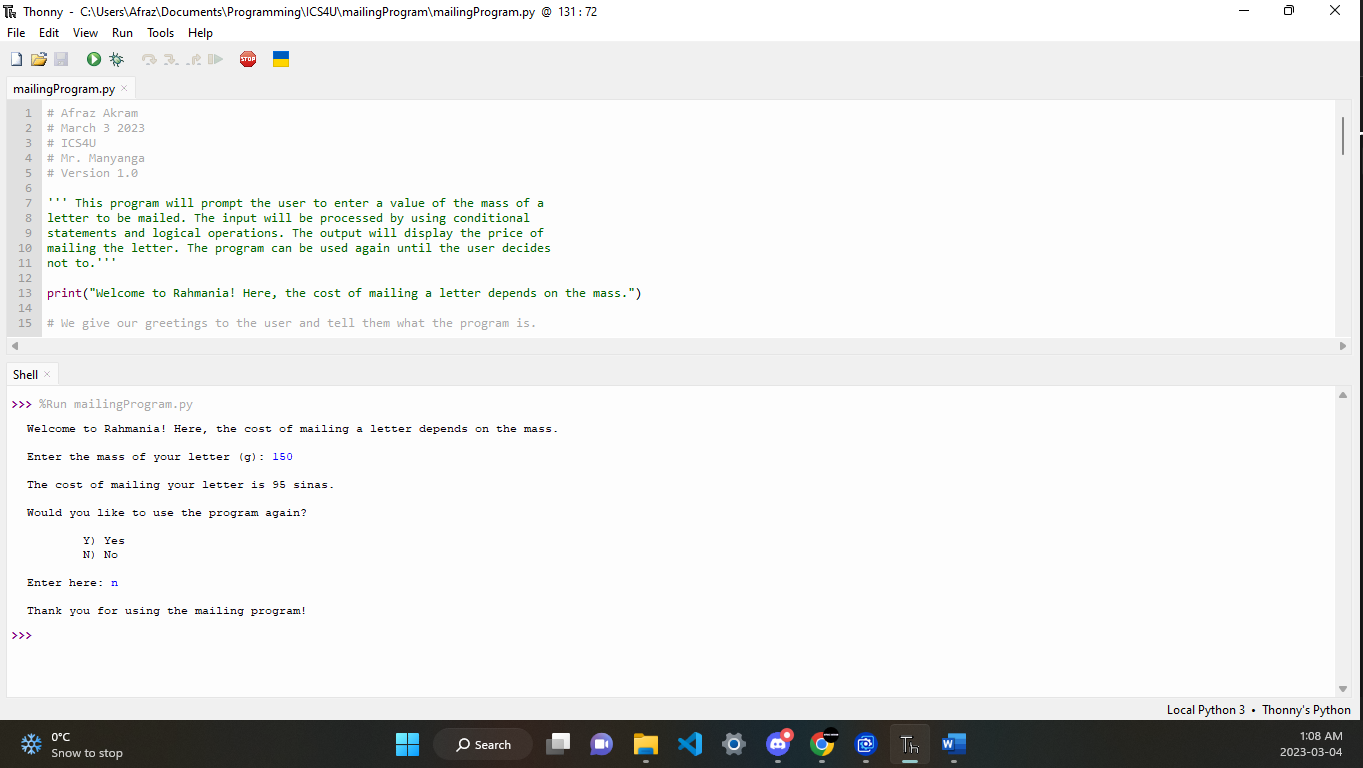 Thonny - C:\Users\Afraz\Documents\Programming\ICS4U\mailingProgram\mailingProgram.py @ 131 : 72
File Edit View Run Tools Help
STOP
mailingProgram.py ×
1 # Afraz Akram
2 # March 3 2023
3 # ICS4U
4 # Mr. Manyanga
5 # Version 1.0
6
7 ''' This program will prompt the user to enter a value of the mass of a
8 letter to be mailed. The input will be processed by using conditional
9 statements and logical operations. The output will display the price of
10 mailing the letter. The program can be used again until the user decides
11 not to.'''
12
13 print("Welcome to Rahmania! Here, the cost of mailing a letter depends on the mass.")
14
15 # We give our greetings to the user and tell them what the program is.
Shell ×
>>> %Run mailingProgram.py
Welcome to Rahmania! Here, the cost of mailing a letter depends on the mass.
Enter the mass of your letter (g): 150
The cost of mailing your letter is 95 sinas.
Would you like to use the program again?
Y) Yes
N) No
Enter here: n
Thank you for using the mailing program!
>>>
Local Python 3 • Thonny's Python
0°C
Snow to stop
Search
1:08 AM
2023-03-04